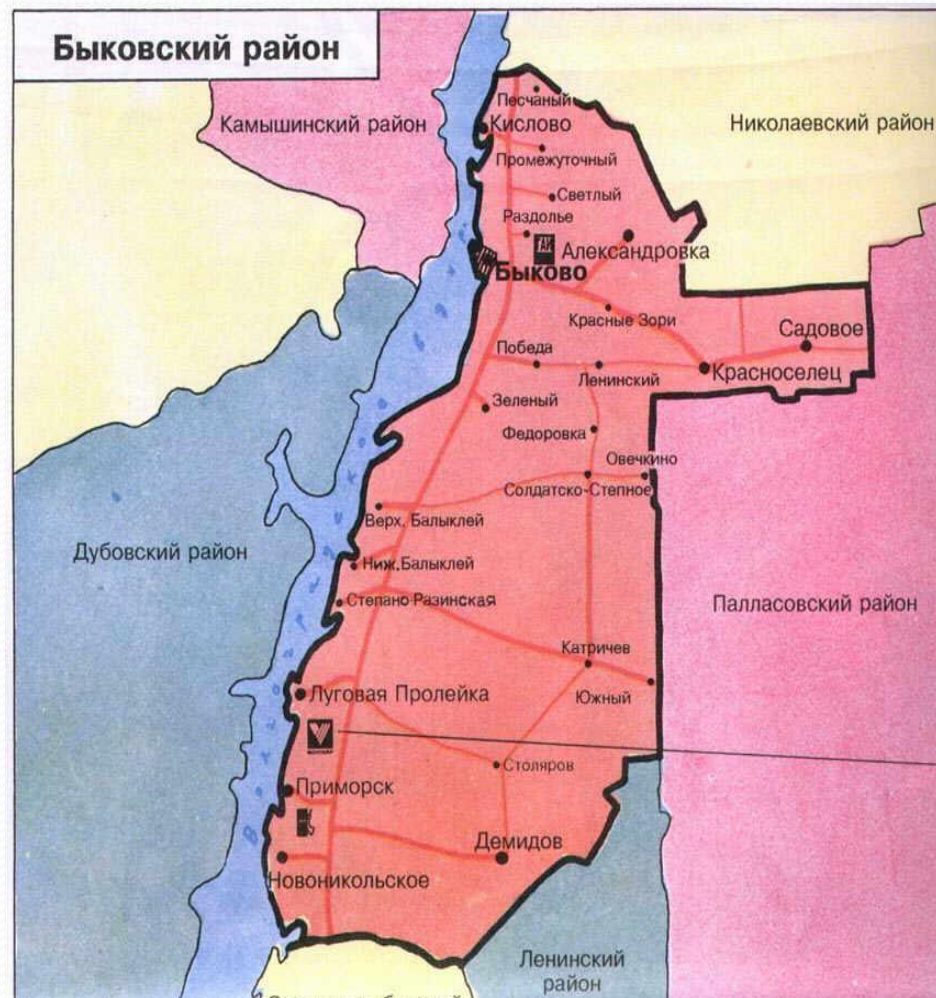 Быковский район
Камышинский район
Николаевский район
Песчаный
Кислово
Промежуточный
Светлый
Раздолье
Александровка
Быково
Красные Зори
Садовое
Победа
Ленинский
Красноселец
Зеленый
Федоровка
Овечкино
Солдатско-Степное
Верх. Балыклей
Дубовский район
Ниж.Балыклей
Степано Разинская
Палласовский район
Катричев
Южный
Луговая Пролейка
Столяров
Приморск
Демидов
Новоникольское
Ленинский
район